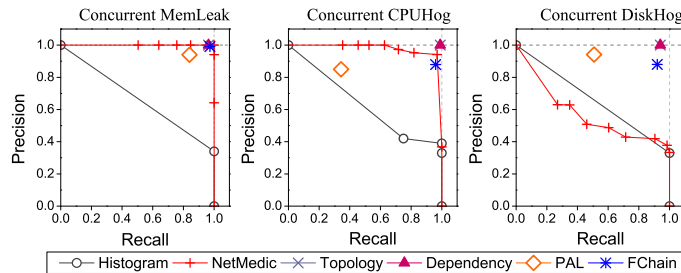 Concurrent MemLeak Concurrent CPUHog Concurrent DiskHog
1.0 1.0 1.0
0.8 0.8 0.8
0.6 0.6 0.6
0.4 0.4 0.4
0.2 0.2 0.2
0.0 0.0 0.0
Precision Precision Precision
0.0 0.2 0.4 0.6 0.8 1.0 0.0 0.2 0.4 0.6 0.8 1.0 0.0 0.2 0.4 0.6 0.8 1.0
Recall Recall Recall
Histogram NetMedic Topology Dependency PAL FChain